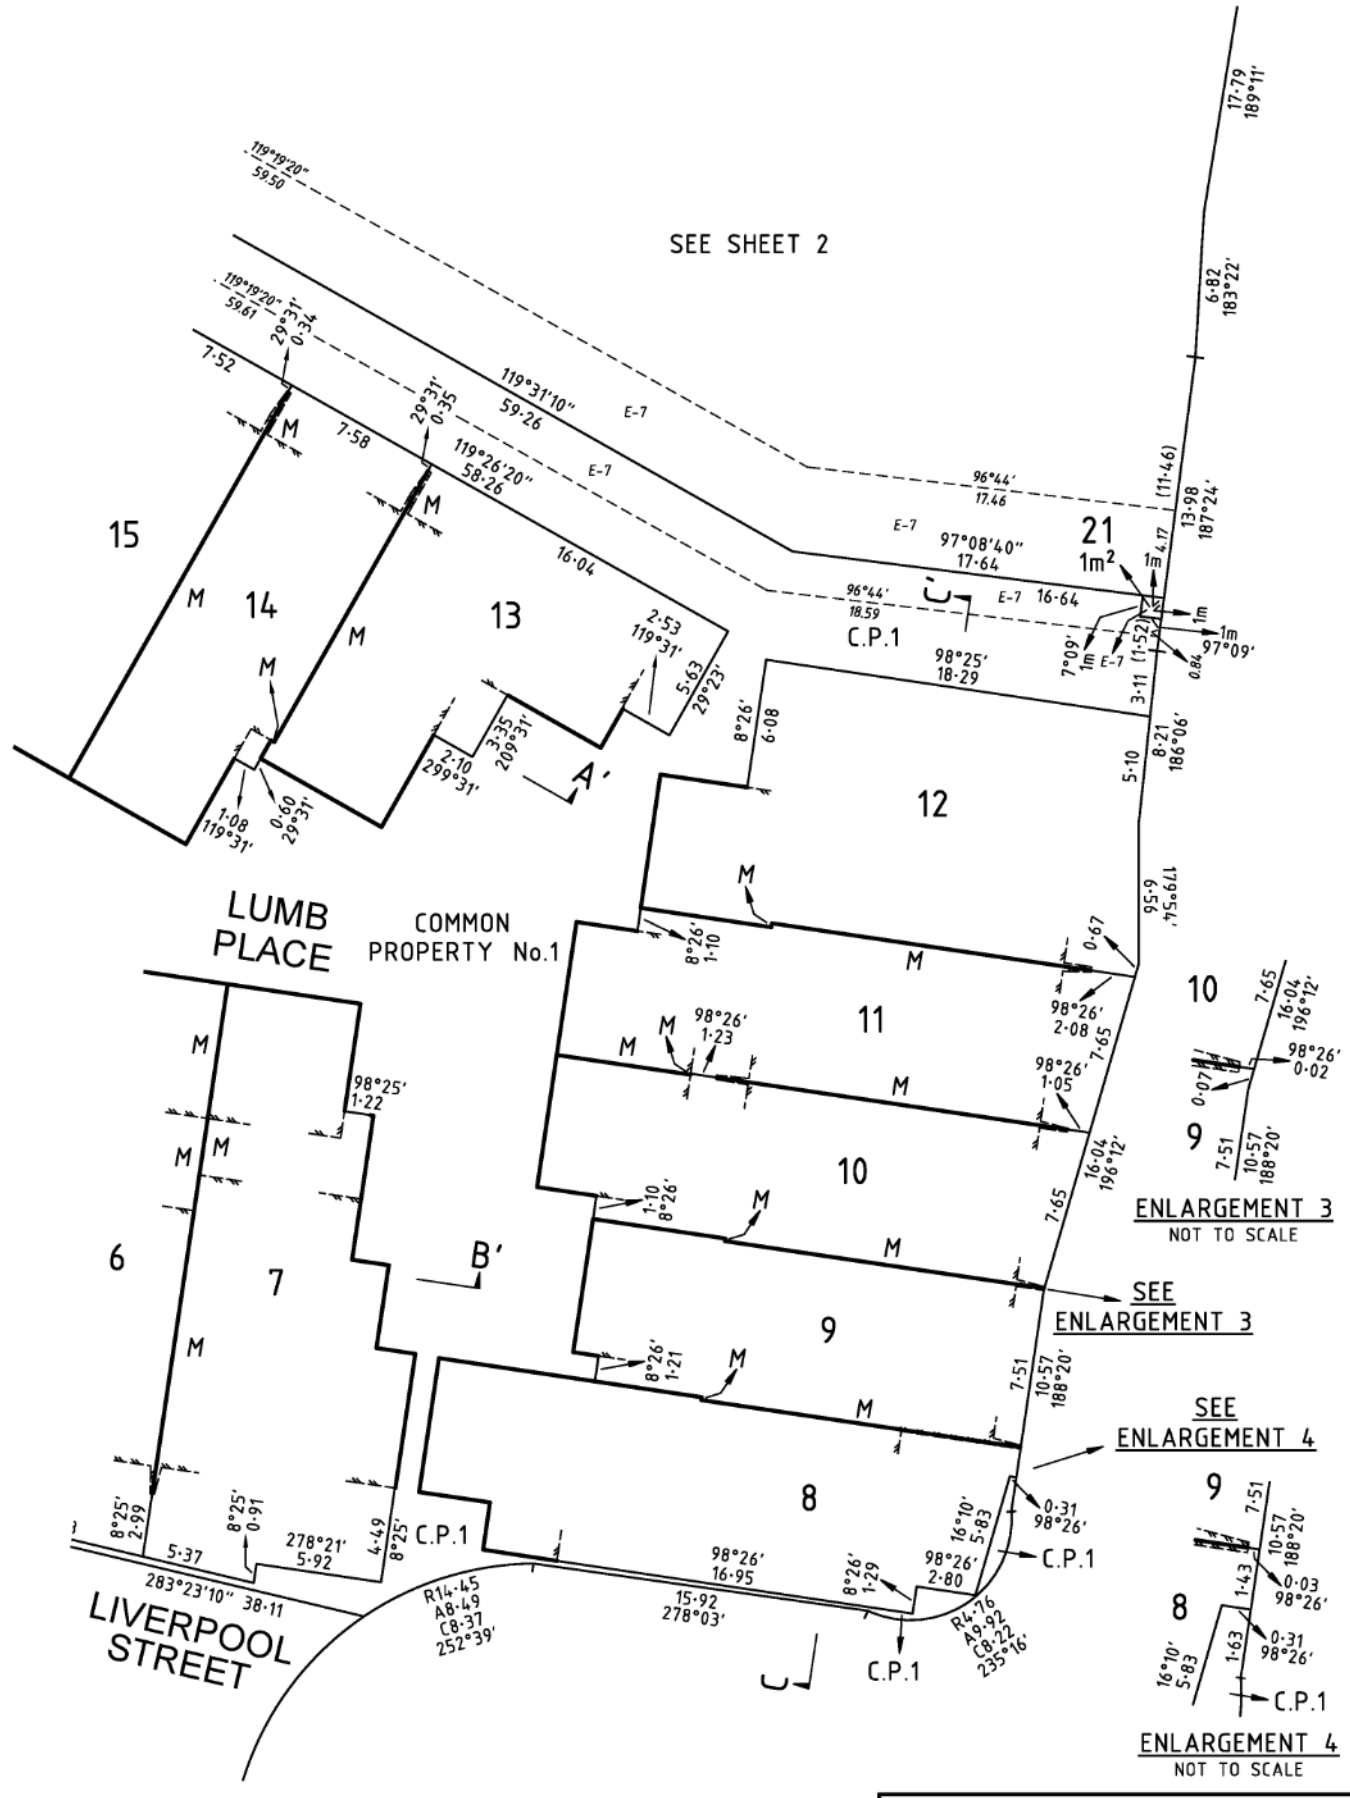 17·79
189°11'
119°19'20"
59.50
SEE SHEET 2
6·82
183°22'
119°19'20"
59.61
29°31'
0·34
7·52
119°31'10"
59·26
E-7
29°31'
0·35
M
7·58
119°26'20"
58·26
E-7
(11·46)
13·98
187°24'
96°44'
17.46
M
15
16·04
E-7
97°08'40"
17·64
21
1m²
4.17
1m
M
14
13
M
2·53
119°31'
96°44'
18.59
C'
E-7
16·64
C.P.1
1m
1m
97°09'
7°09'
1m
E-7
(1·52)
0.84
M
5·63
29°23'
98°25'
18·29
3·11
8°26'
6·08
8·21
186°06'
5·10
3·35
209°31'
2·10
299°31'
A'
1·08
119°31'
0·60
29°31'
12
M
6·56
179°54'
LUMB
PLACE
COMMON
PROPERTY No.1
8°26'
1·10
M
0·67
10
7·65
16·04
196°12'
M
98°26'
1·23
11
98°26'
2·08
7·65
M
M
M
98°26'
1·05
98°26'
0·02
0·07
98°25'
1·22
M
M
9
7·51
10·57
188°20'
10
16·04
196°12'
1·10
8°26'
M
7·65
ENLARGEMENT 3
NOT TO SCALE
6
7
B'
M
SEE
ENLARGEMENT 3
M
9
8°26'
1·21
M
M
7·51
10·57
188°20'
SEE
ENLARGEMENT 4
9
7·51
10·57
188°20'
8
0·31
98°26'
8°25'
2·99
8°25'
0·91
278°21'
5·92
4·49
8°25'
C.P.1
98°26'
16·95
8°26'
1·29
98°26'
2·80
16°10'
5·83
C.P.1
1·43
0·03
98°26'
8
0·31
98°26'
1·63
16°10'
5·83
C.P.1
5·37
283°23'10" 38·11
R14·45
A8·49
C8·37
252°39'
15·92
278°03'
R4·76
A9·92
C8·22
235°16'
LIVERPOOL
STREET
C
C.P.1
ENLARGEMENT 4
NOT TO SCALE